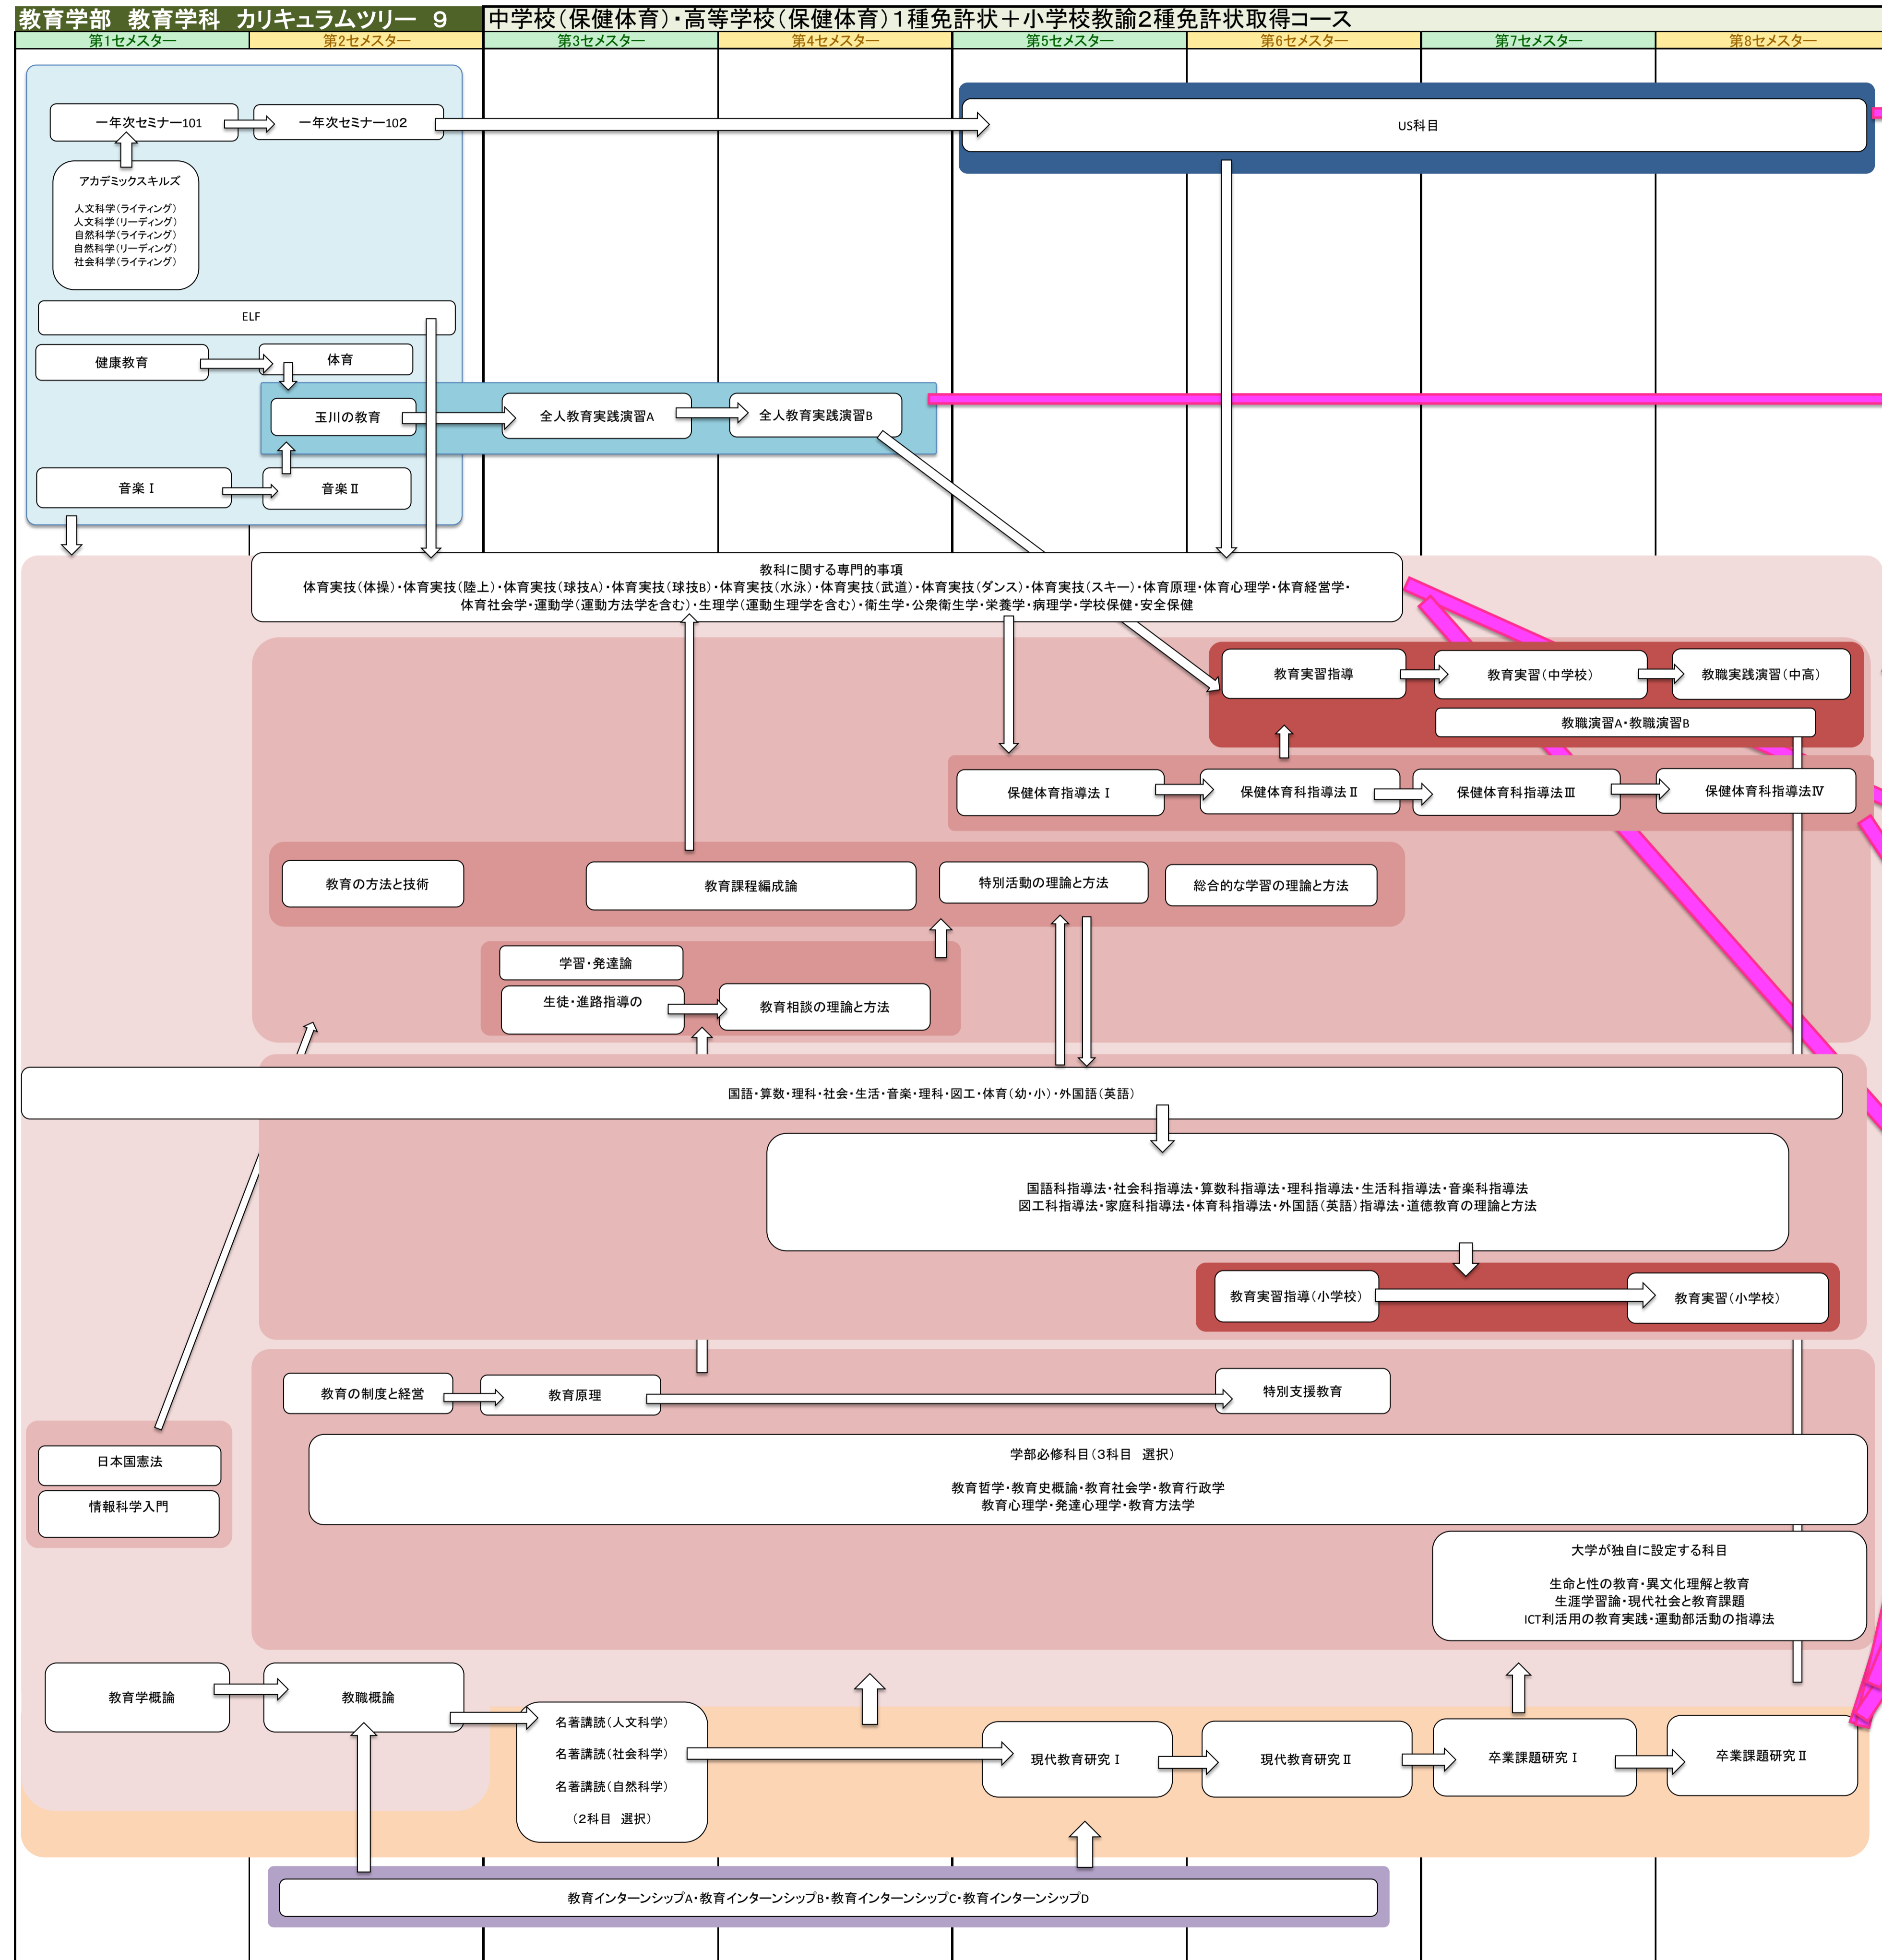 教育学部　教育学科　カリキュラムツリー　９
中学校（保健体育）・高等学校（保健体育）１種免許状＋小学校教諭２種免許状取得コース
第1セメスター
第2セメスター
第3セメスター
第4セメスター
第5セメスター
第6セメスター
第7セメスター
第8セメスター
一年次セミナー101
一年次セミナー102
US科目
アカデミックスキルズ
人文科学（ライティング）
人文科学（リーディング）
自然科学（ライティング）
自然科学（リーディング）
社会科学（ライティング）
ELF
健康教育
体育
玉川の教育
全人教育実践演習A
全人教育実践演習B
音楽Ⅰ
音楽Ⅱ
教科に関する専門的事項
体育実技（体操）・体育実技（陸上）・体育実技（球技A）・体育実技（球技B）・体育実技（水泳）・体育実技（武道）・体育実技（ダンス）・体育実技（スキー）・体育原理・体育心理学・体育経営学・
体育社会学・運動学（運動方法学を含む）・生理学（運動生理学を含む）・衛生学・公衆衛生学・栄養学・病理学・学校保健・安全保健
教育実習指導
教育実習（中学校）
教職実践演習（中高）
教職演習A・教職演習B
保健体育指導法Ⅰ
保健体育科指導法Ⅱ
保健体育科指導法Ⅲ
保健体育科指導法Ⅳ
教育の方法と技術
教育課程編成論
特別活動の理論と方法
総合的な学習の理論と方法
学習・発達論
生徒・進路指導の
教育相談の理論と方法
国語・算数・理科・社会・生活・音楽・理科・図工・体育（幼・小）・外国語（英語）
国語科指導法・社会科指導法・算数科指導法・理科指導法・生活科指導法・音楽科指導法
図工科指導法・家庭科指導法・体育科指導法・外国語（英語）指導法・道徳教育の理論と方法
教育実習指導（小学校）
教育実習（小学校）
教育の制度と経営
教育原理
特別支援教育
日本国憲法
情報科学入門
学部必修科目（３科目　選択）
教育哲学・教育史概論・教育社会学・教育行政学
教育心理学・発達心理学・教育方法学
大学が独自に設定する科目
生命と性の教育・異文化理解と教育
生涯学習論・現代社会と教育課題
ICT利活用の教育実践・運動部活動の指導法
教育学概論
教職概論
名著講読（人文科学）
名著講読（社会科学）
名著講読（自然科学）
（２科目　選択）
現代教育研究Ⅰ
現代教育研究Ⅱ
卒業課題研究Ⅰ
卒業課題研究Ⅱ
教育インターンシップA・教育インターンシップB・教育インターンシップC・教育インターンシップD